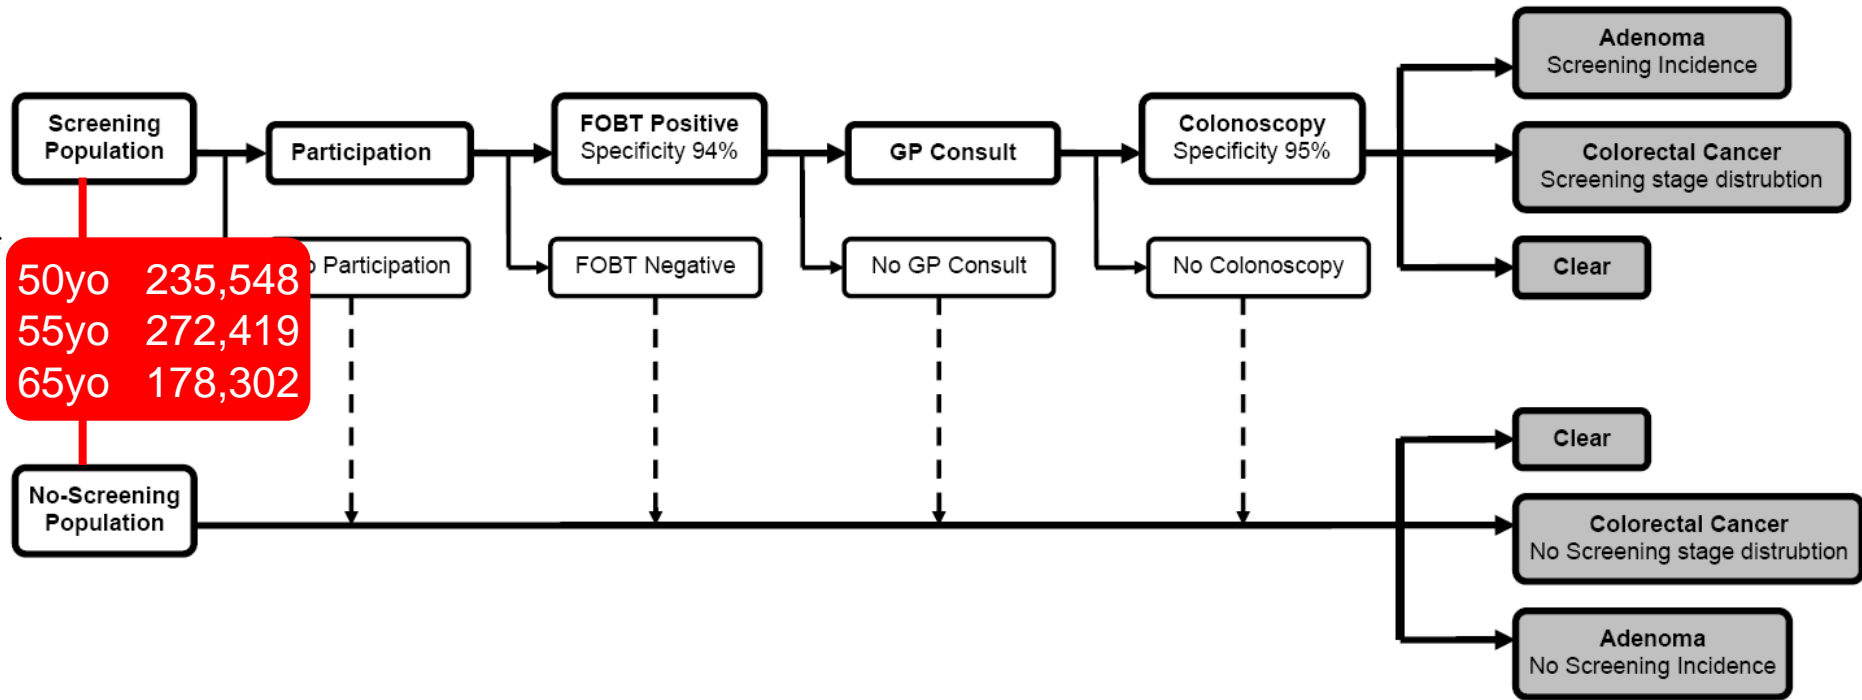 Adenoma
Screening Incidence
Screening
Population
Participation
FOBT Positive
Specificity 94%
GP Consult
Colonoscopy
Specificity 95%
Colorectal Cancer
Screening stage distrubtion
Participation
FOBT Negative
No GP Consult
No Colonoscopy
Clear
50yo 235,548
55yo 272,419
65yo 178,302
Clear
No-Screening
Population
Colorectal Cancer
No Screening stage distrubtion
Adenoma
No Screening Incidence